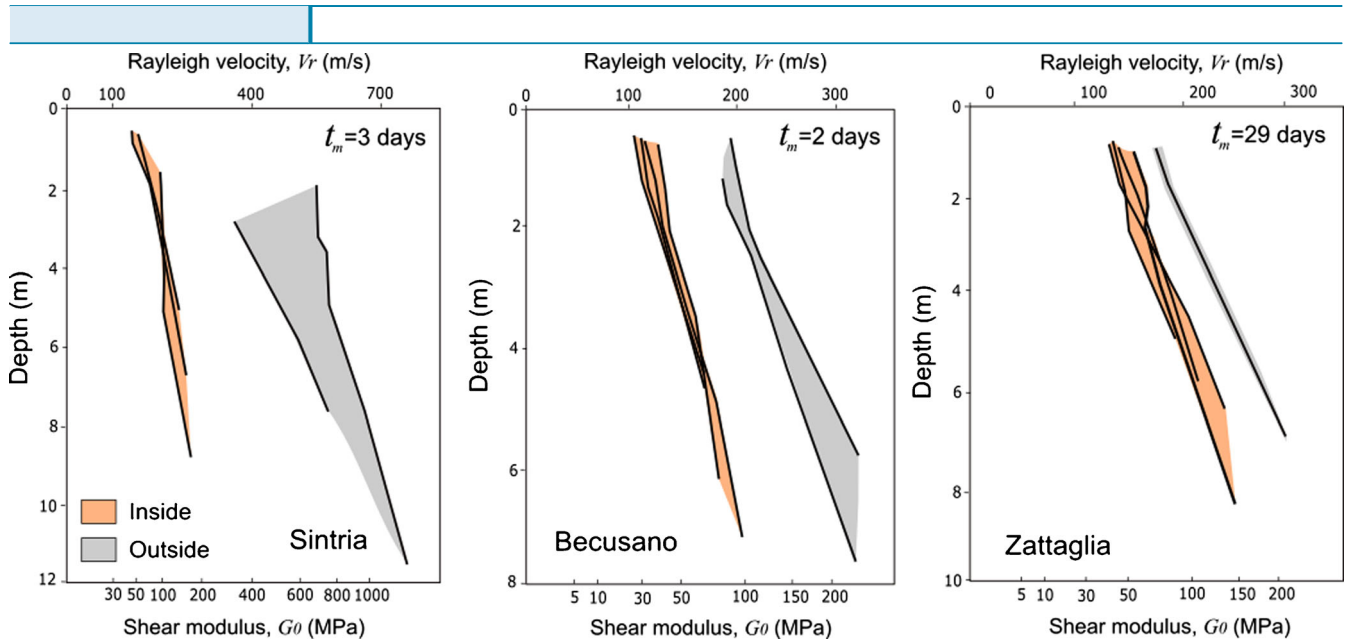 Rayleigh velocity, Vr (m/s)
0 100 400 700
tm=3 days
0
2
4
6
8
10
12
Depth (m)
Inside
Outside
Sintria
30 50 100 200 400 600 800 1000
Shear modulus, G0 (MPa)
Rayleigh velocity, Vr (m/s)
0 100 200 300
tm=2 days
0
2
4
6
8
Depth (m)
Becusano
5 10 30 50 100 150 200
Shear modulus, G0 (MPa)
Rayleigh velocity, Vr (m/s)
0 100 200 300
tm=29 days
0
2
4
6
8
10
Depth (m)
Zattaglia
5 10 50 100 150 200
Shear modulus, G0 (MPa)